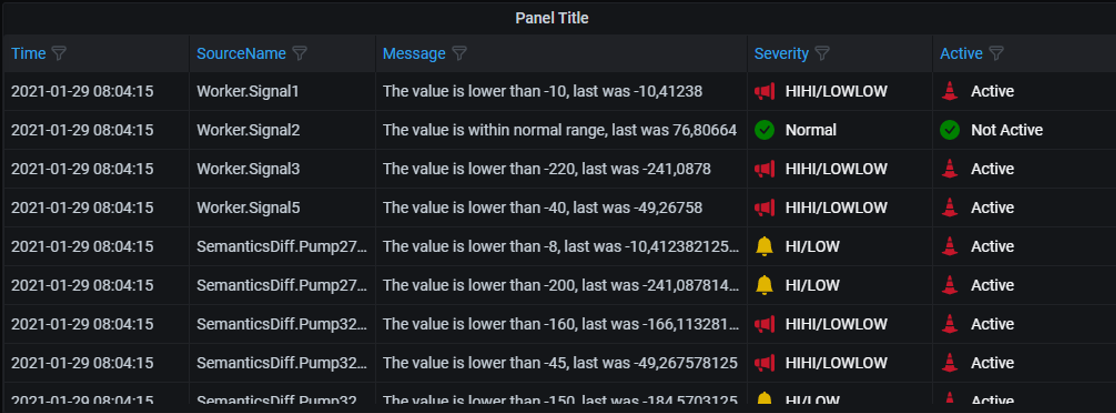 Panel Title
Time SourceName Message Severity Active
2021-01-29 08:04:15 Worker.Signal1 The value is lower than -10, last was -10,41238 HIHI/LOWLOW Active
2021-01-29 08:04:15 Worker.Signal2 The value is within normal range, last was 76,80664 Normal Not Active
2021-01-29 08:04:15 Worker.Signal3 The value is lower than -220, last was -241,0878 HIHI/LOWLOW Active
2021-01-29 08:04:15 Worker.Signal5 The value is lower than -40, last was -49,26758 HIHI/LOWLOW Active
2021-01-29 08:04:15 SemanticsDiff.Pump27... The value is lower than -8, last was -10,412382125... HI/LOW Active
2021-01-29 08:04:15 SemanticsDiff.Pump27... The value is lower than -200, last was -241,087814... HI/LOW Active
2021-01-29 08:04:15 SemanticsDiff.Pump32... The value is lower than -160, last was -166,113281... HIHI/LOWLOW Active
2021-01-29 08:04:15 SemanticsDiff.Pump32... The value is lower than -45, last was -49,267578125 HIHI/LOWLOW Active
2021-01-29 08:04:15 SemanticsDiff.Pump32... The value is lower than -150, last was -184,5703125 HI/LOW Active